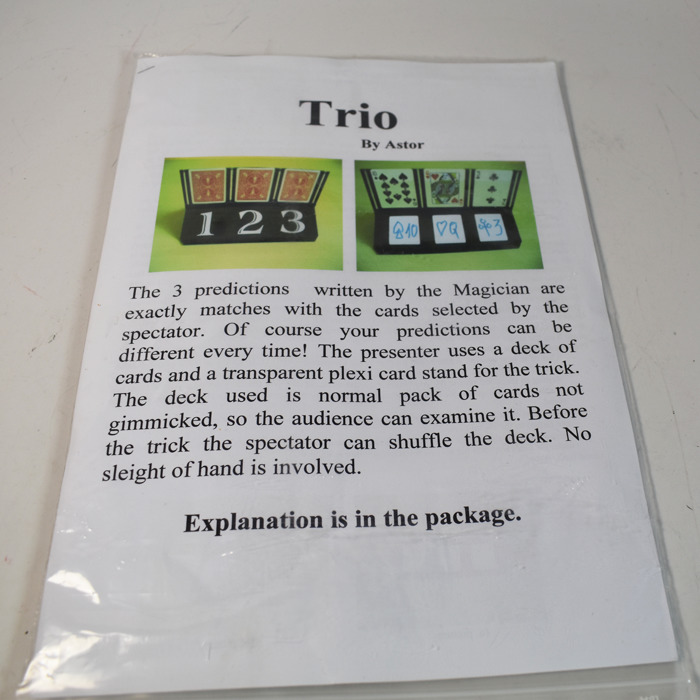 Trio
By Astor
1 2 3
♤10 ♡Q ♧3
The 3 predictions written by the Magician are
exactly matches with the cards selected by the
spectator. Of course your predictions can be
different every time! The presenter uses a deck of
cards and a transparent plexi card stand for the trick.
The deck used is normal pack of cards not
gimmicked, so the audience can examine it. Before
the trick the spectator can shuffle the deck. No
sleight of hand is involved.
Explanation is in the package.